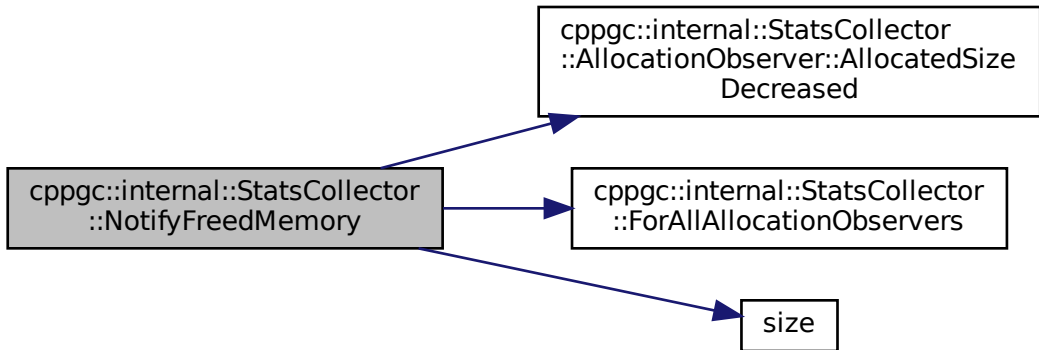 cppgc::internal::StatsCollector
::AllocationObserver::AllocatedSize
Decreased
cppgc::internal::StatsCollector
::NotifyFreedMemory
cppgc::internal::StatsCollector
::ForAllAllocationObservers
size